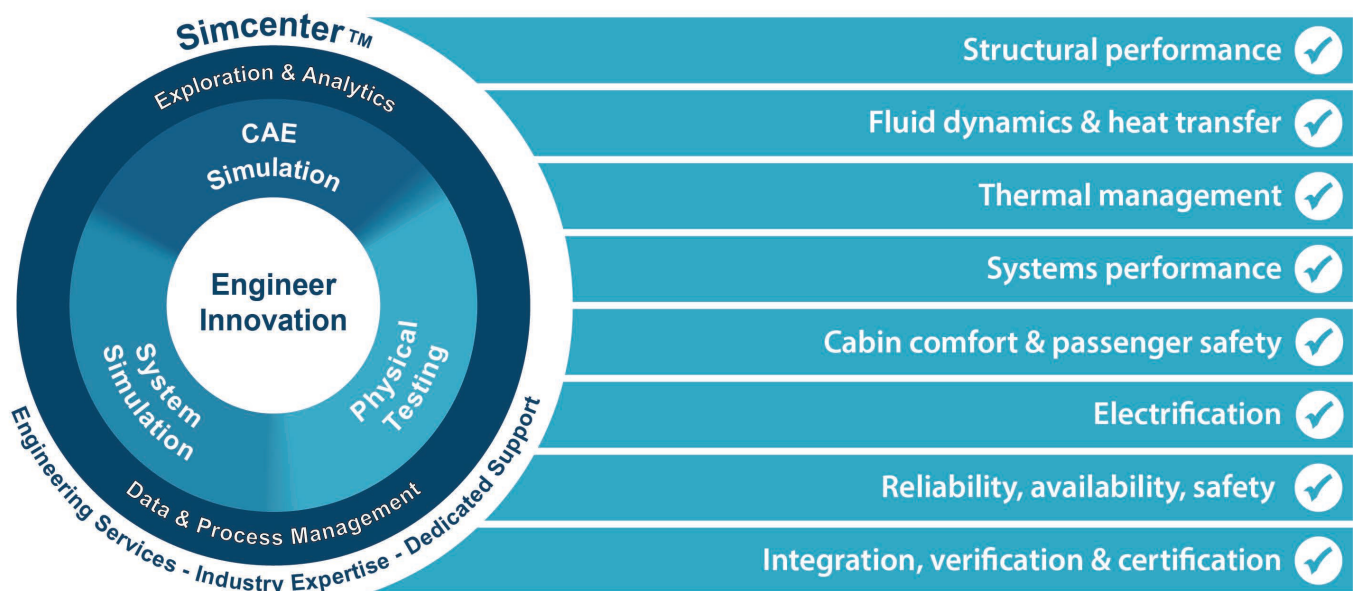 Simcenter™
Exploration & Analytics
CAE
Simulation
Engineer
Innovation
System
Simulation
Physical
Testing
Data & Process Management
Engineering Services - Industry Expertise - Dedicated Support
Structural performance
Fluid dynamics & heat transfer
Thermal management
Systems performance
Cabin comfort & passenger safety
Electrification
Reliability, availability, safety
Integration, verification & certification